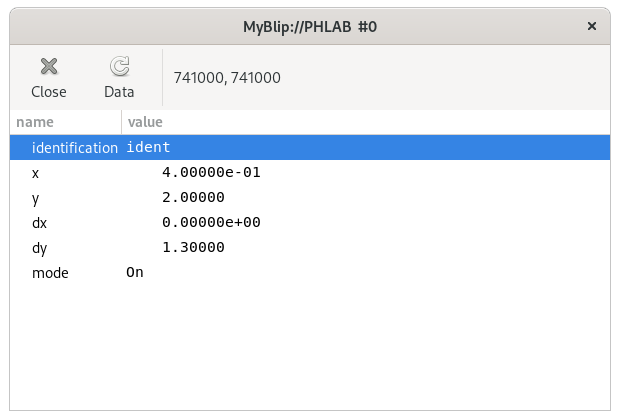 MyBlip://PHLAB #0 ×
Close Data 741000, 741000
name value
identification ident
x 4.00000e-01
y 2.00000
dx 0.00000e+00
dy 1.30000
mode On